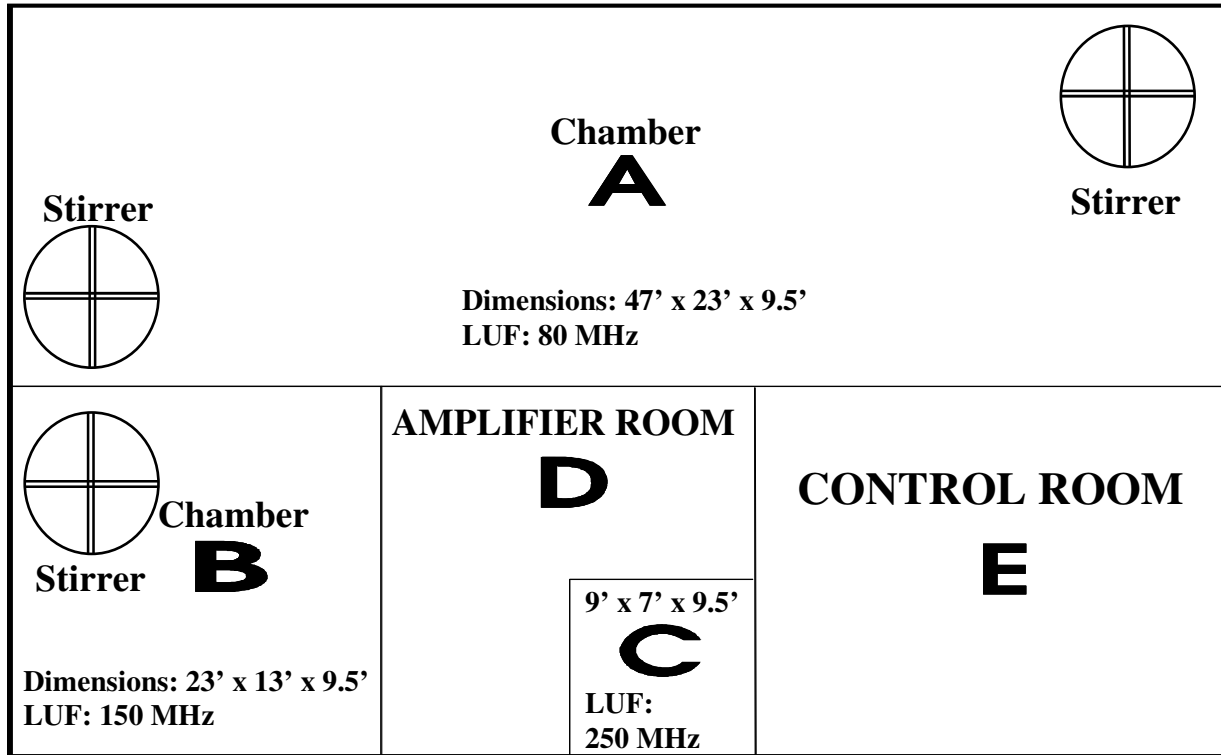 Chamber
A
Stirrer
Stirrer
Dimensions: 47’ x 23’ x 9.5’
LUF: 80 MHz
Chamber
B
Stirrer
Dimensions: 23’ x 13’ x 9.5’
LUF: 150 MHz
AMPLIFIER ROOM
D
9’ x 7’ x 9.5’
C
LUF:
250 MHz
CONTROL ROOM
E